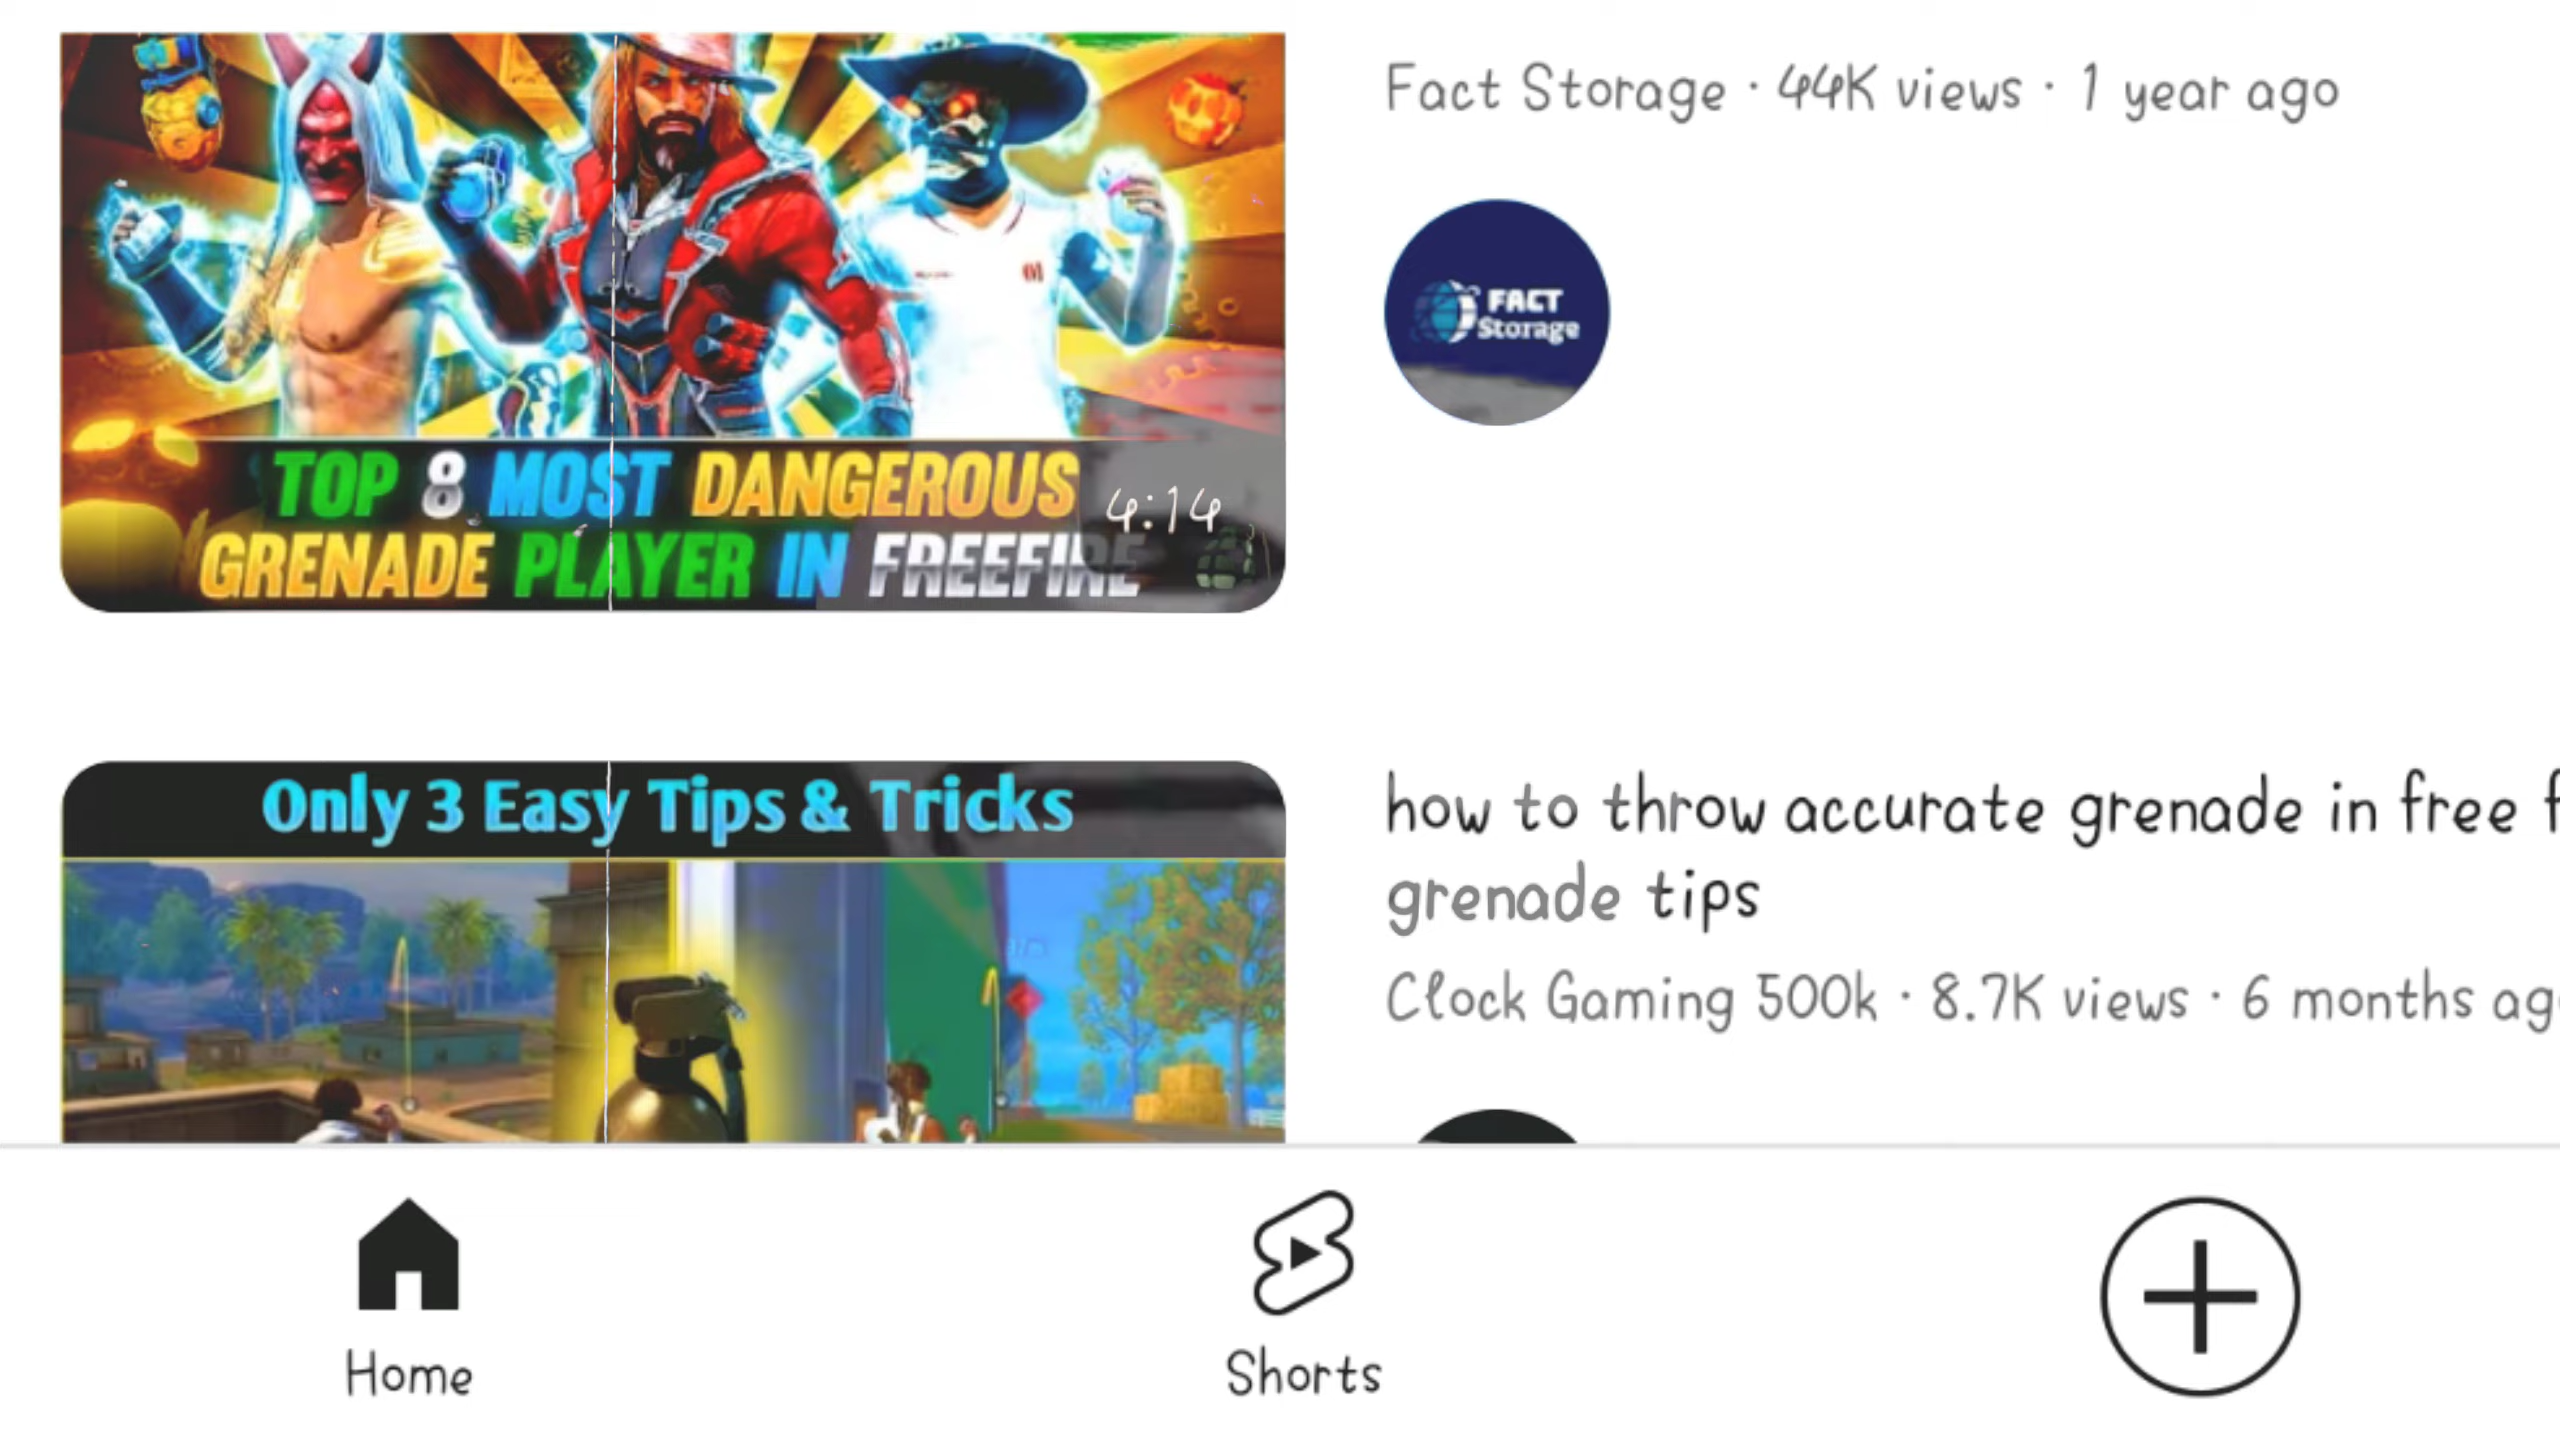 Fact Storage · 44K views · 1 year ago
FACT
Storage
TOP 8 MOST DANGEROUS
4:14
GRENADE PLAYER IN FREEFIRE
Only 3 Easy Tips & Tricks
how to throw accurate grenade in free f
grenade tips
Clock Gaming 500k · 8.7K views · 6 months ag
Home
Shorts